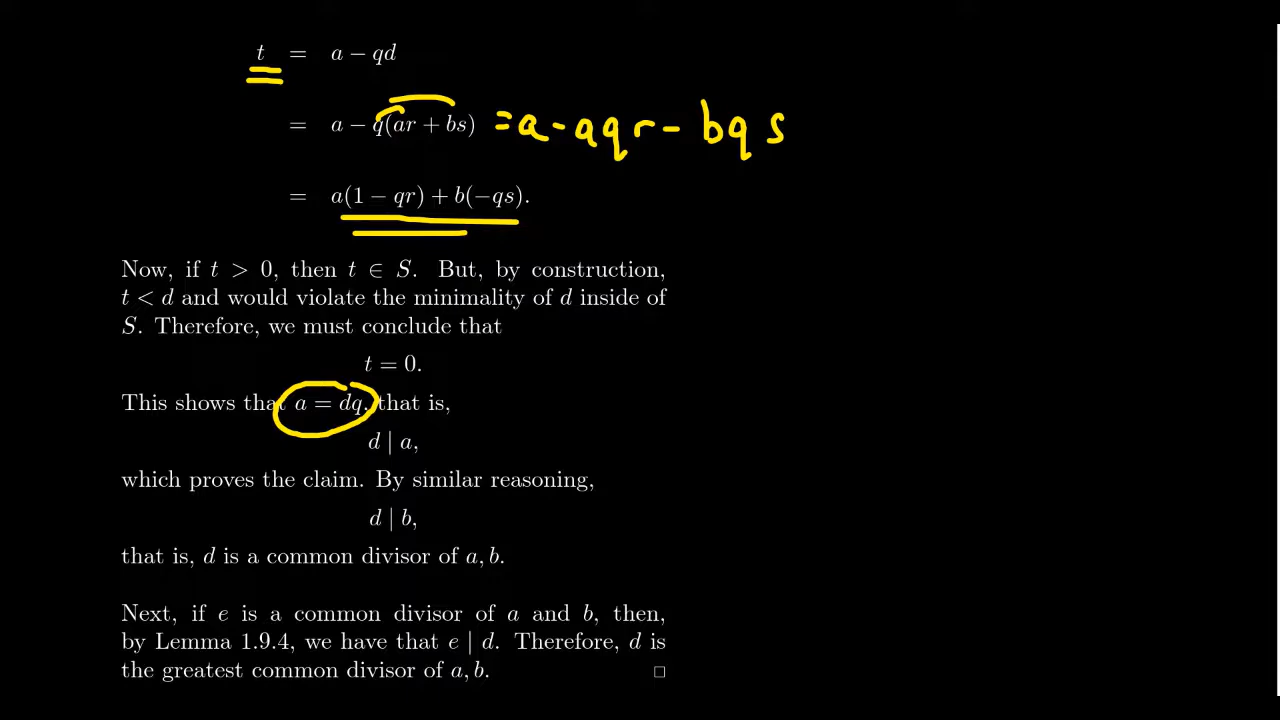 t = a − qd
= a − q(ar + bs) = a - aqr - bqs
= a(1 − qr) + b(−qs).
Now, if t > 0, then t ∈ S. But, by construction,
t < d and would violate the minimality of d inside of
S. Therefore, we must conclude that
t = 0.
This shows that a = dq, that is,
d | a,
which proves the claim. By similar reasoning,
d | b,
that is, d is a common divisor of a, b.
Next, if e is a common divisor of a and b, then,
by Lemma 1.9.4, we have that e | d. Therefore, d is
the greatest common divisor of a, b. □